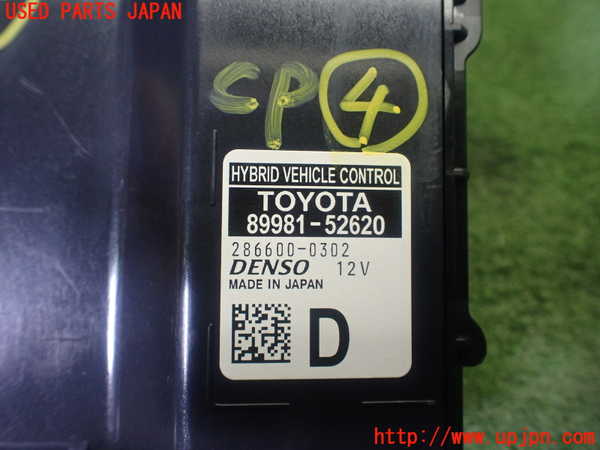 USED PARTS JAPAN
CP ④
HYBRID VEHICLE CONTROL
TOYOTA
89981-52620
286600-0302
DENSO 12V
MADE IN JAPAN
D
http://www.upjpn.com